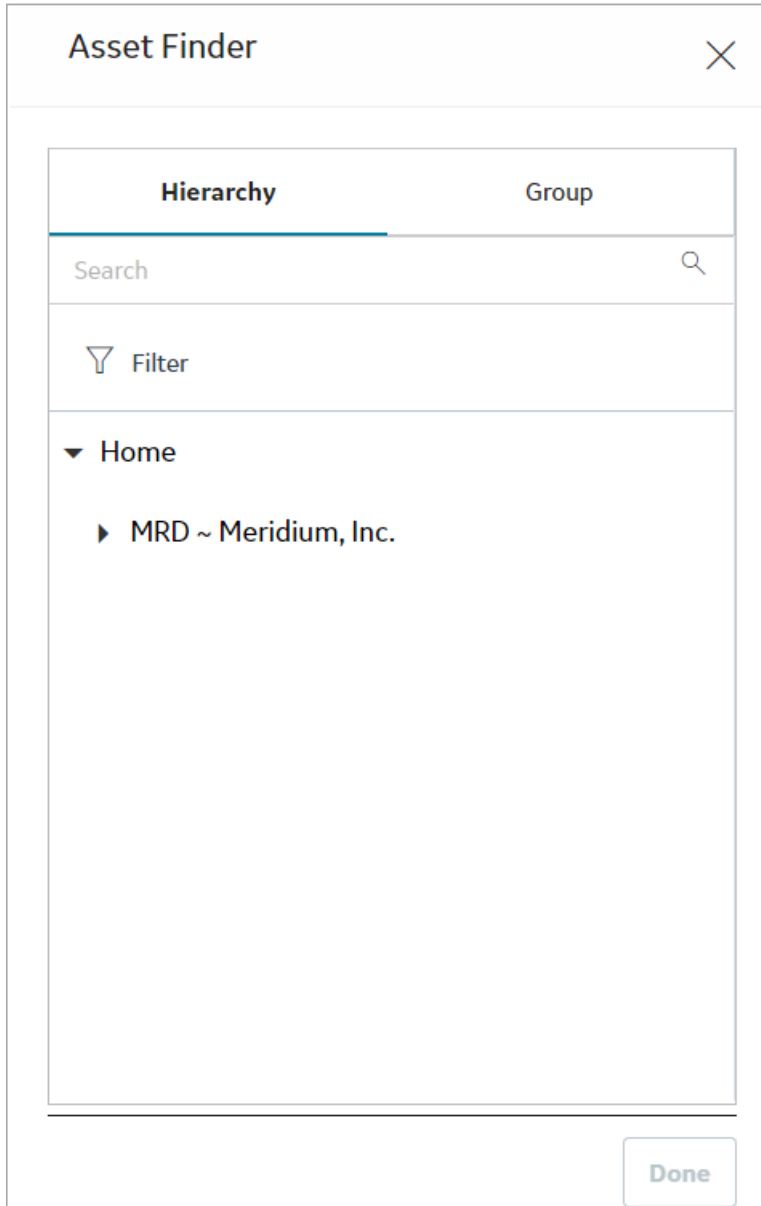 Asset Finder
Hierarchy Group
Search
Filter
Home
MRD ~ Meridium, Inc.
Done